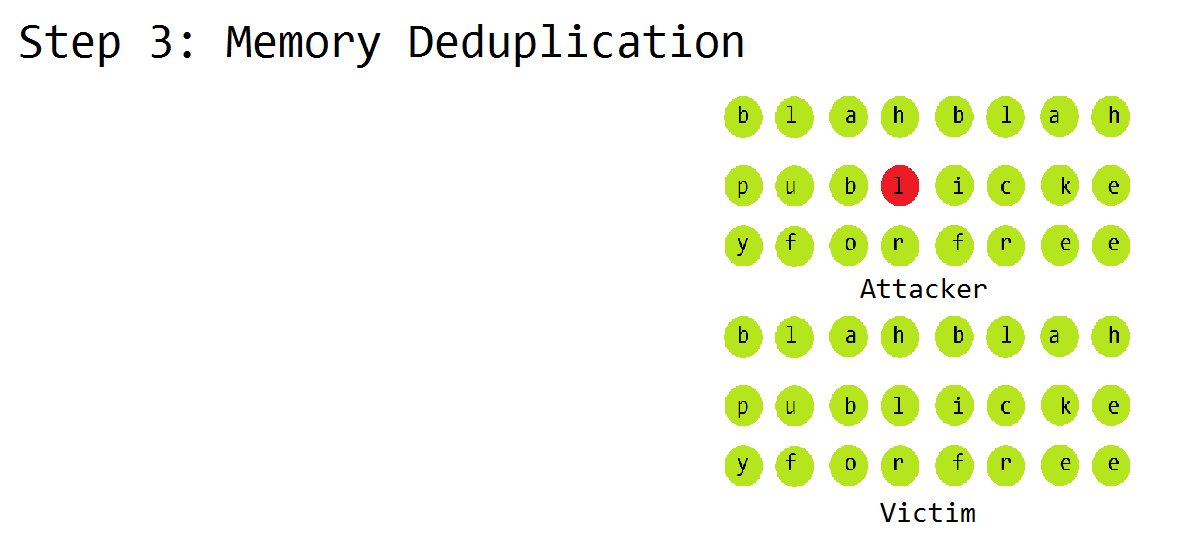 Step 3: Memory Deduplication
b l a h b l a h
p u b l i c k e
y f o r f r e e
Attacker
b l a h b l a h
p u b l i c k e
y f o r f r e e
Victim